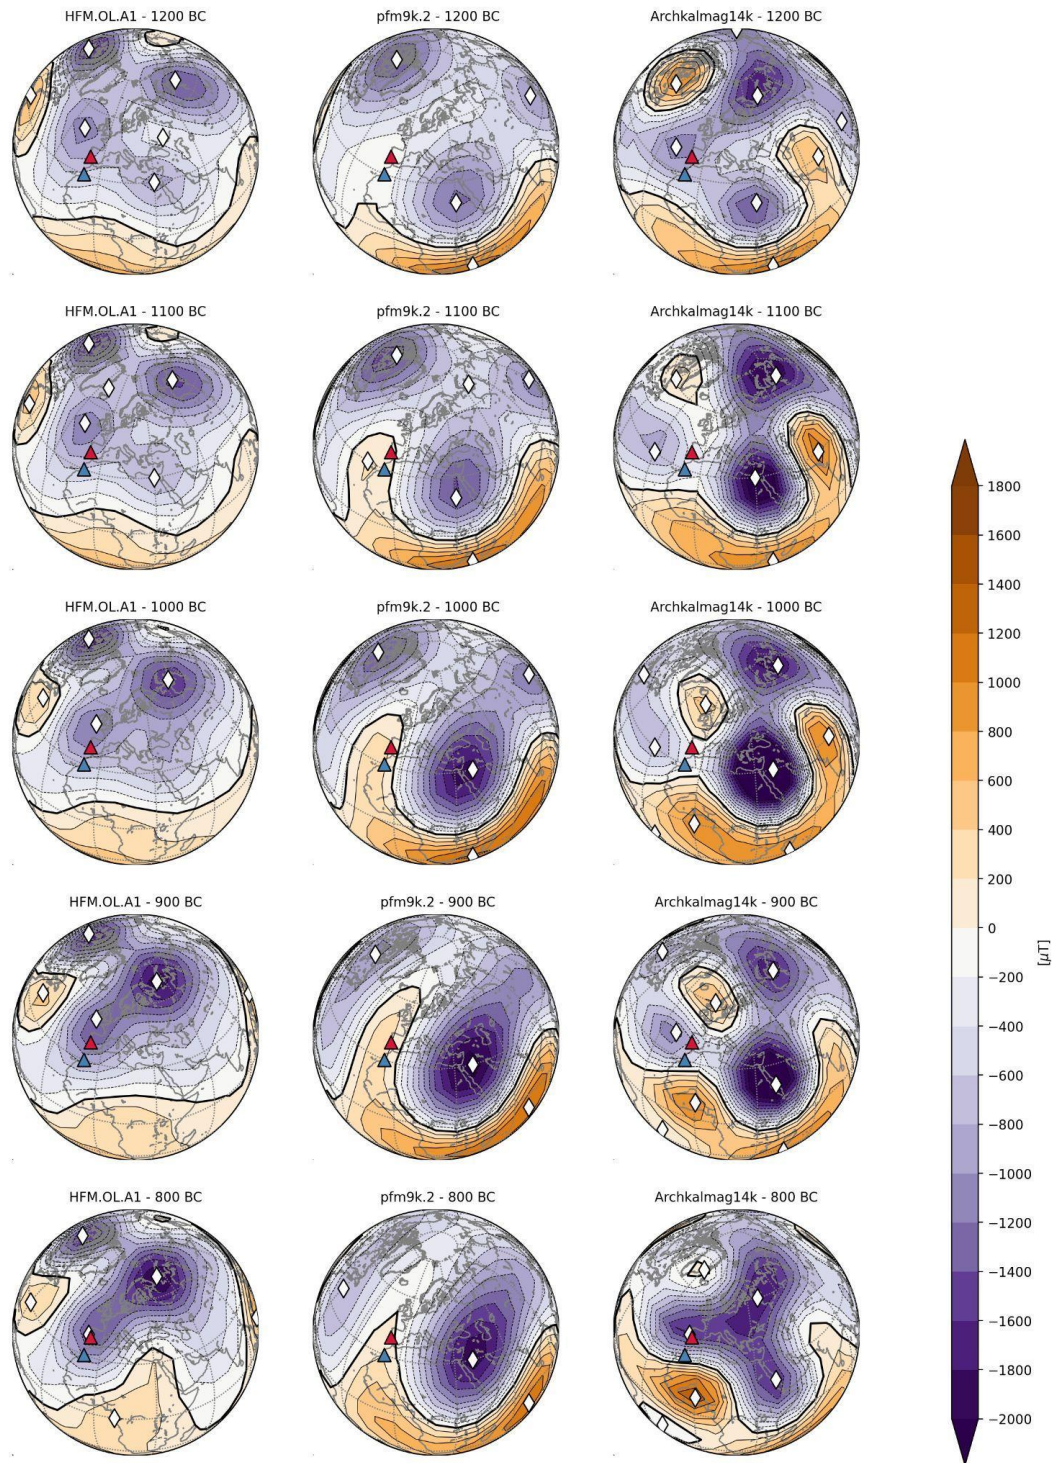 HFM.OL.A1 - 1200 BC
pfm9k.2 - 1200 BC
Archkalmag14k - 1200 BC
HFM.OL.A1 - 1100 BC
pfm9k.2 - 1100 BC
Archkalmag14k - 1100 BC
HFM.OL.A1 - 1000 BC
pfm9k.2 - 1000 BC
Archkalmag14k - 1000 BC
HFM.OL.A1 - 900 BC
pfm9k.2 - 900 BC
Archkalmag14k - 900 BC
HFM.OL.A1 - 800 BC
pfm9k.2 - 800 BC
Archkalmag14k - 800 BC
1800
1600
1400
1200
1000
800
600
400
200
0
−200
−400
−600
−800
−1000
−1200
−1400
−1600
−1800
−2000
[μT]